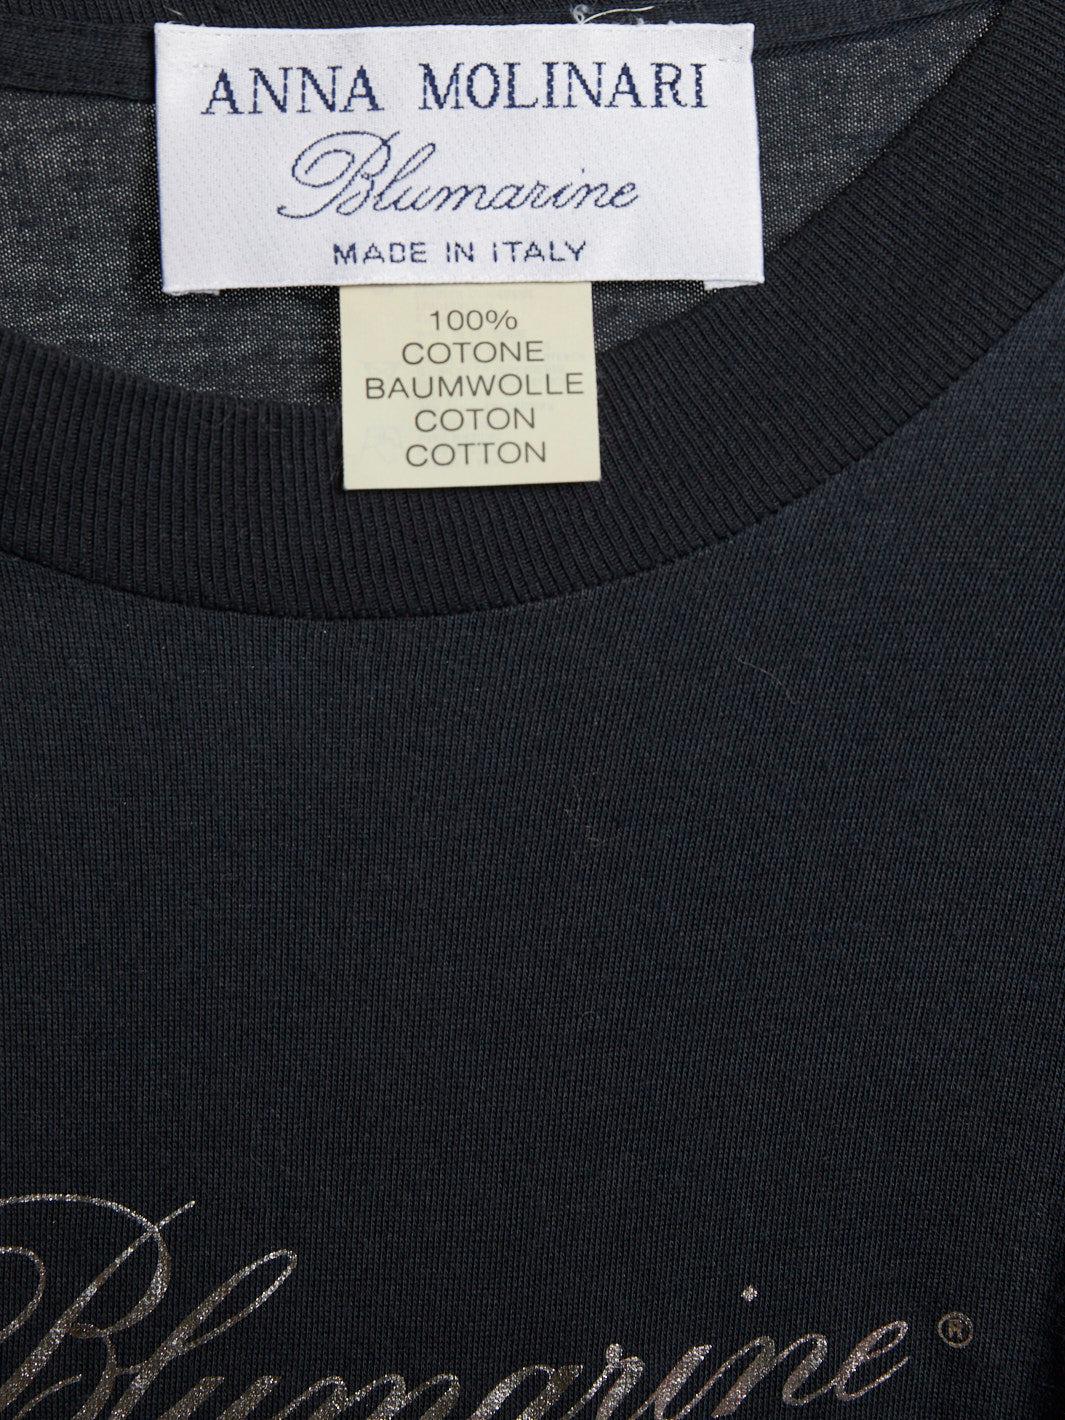 ANNA MOLINARI
Blumarine
MADE IN ITALY
100%
COTONE
BAUMWOLLE
COTON
COTTON
Blumarine®